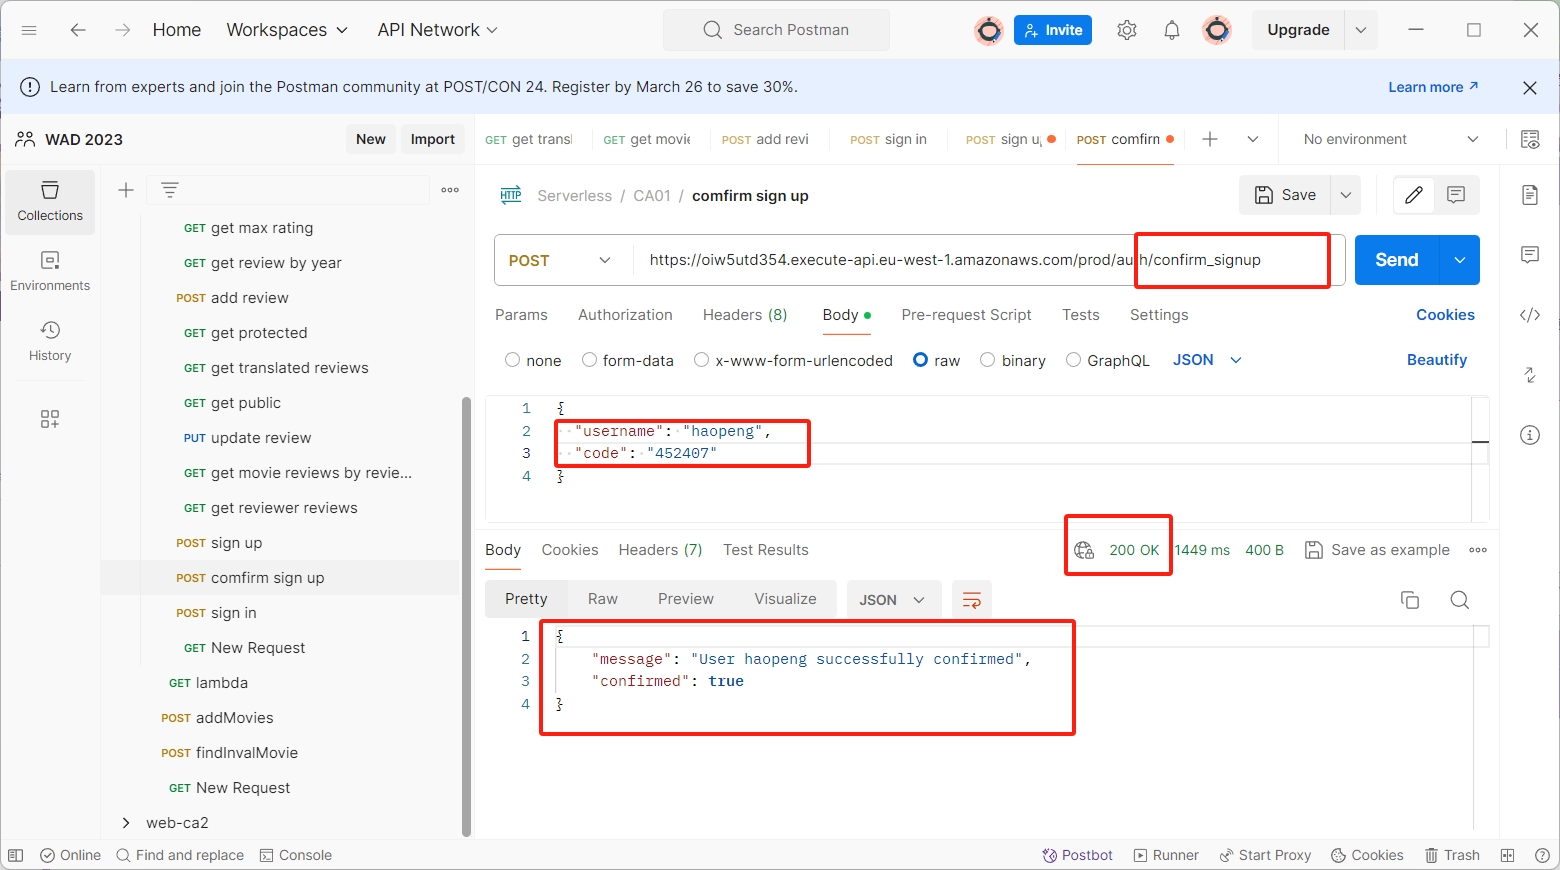 Home Workspaces API Network Search Postman Invite Upgrade
Learn from experts and join the Postman community at POST/CON 24. Register by March 26 to save 30%. Learn more ↗
WAD 2023 New Import
GET get transl GET get movie POST add revi POST sign in POST sign u POST comfirn No environment
Collections
Environments
History
GET get max rating
GET get review by year
POST add review
GET get protected
GET get translated reviews
GET get public
PUT update review
GET get movie reviews by revie...
GET get reviewer reviews
POST sign up
POST comfirm sign up
POST sign in
GET New Request
GET lambda
POST addMovies
POST findInvalMovie
GET New Request
web-ca2
HTTP Serverless / CA01 / comfirm sign up Save
POST https://oiw5utd354.execute-api.eu-west-1.amazonaws.com/prod/auth/confirm_signup Send
Params Authorization Headers (8) Body Pre-request Script Tests Settings Cookies
none form-data x-www-form-urlencoded raw binary GraphQL JSON Beautify
1 {
2 "username": "haopeng",
3 "code": "452407"
4 }
Body Cookies Headers (7) Test Results 200 OK 1449 ms 400 B Save as example
Pretty Raw Preview Visualize JSON
1 {
2 "message": "User haopeng successfully confirmed",
3 "confirmed": true
4 }
Online Find and replace Console Postbot Runner Start Proxy Cookies Trash